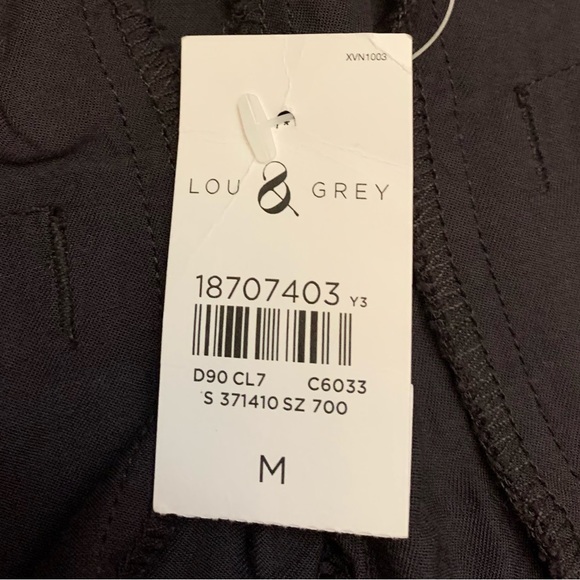 XVN1003
LOU & GREY
18707403 Y3
D90 CL7 C6033
S 371410 SZ 700
M